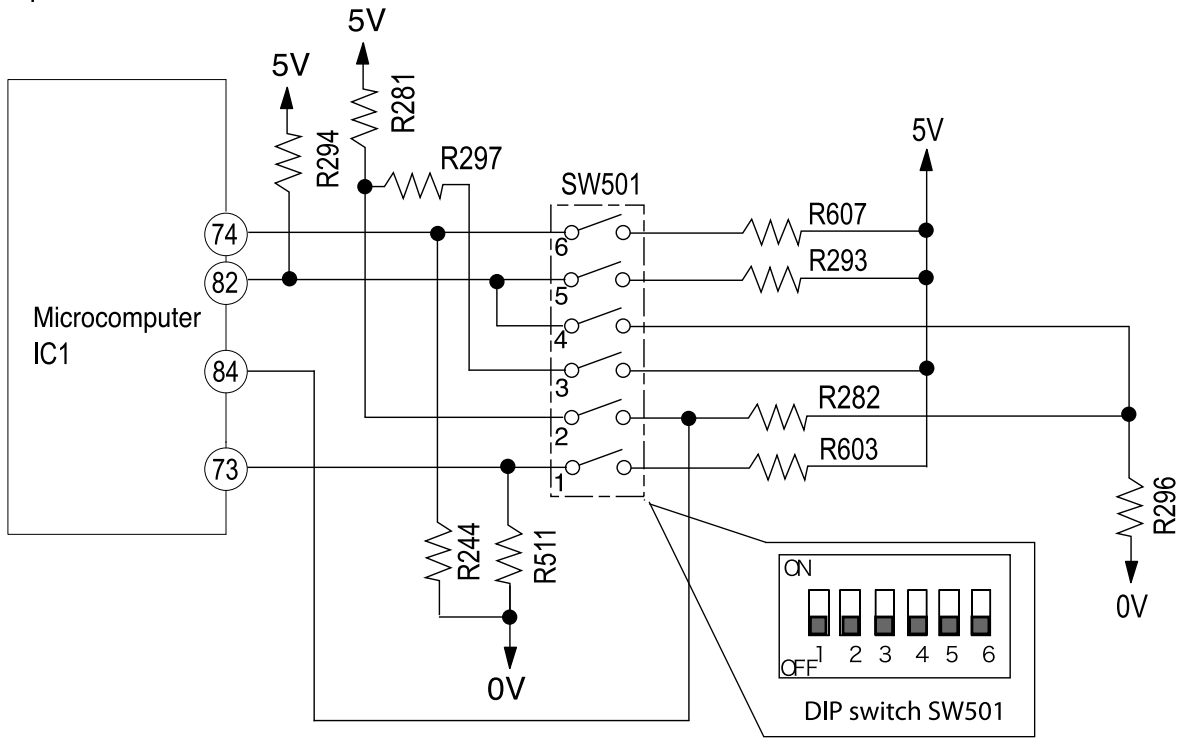 5V
5V
R281
R294
R297
5V
SW501
R607
74
6
R293
82
5
Microcomputer
IC1
4
84
3
R282
2
R603
73
1
R296
R244
R511
ON
0V
1 2 3 4 5 6
OFF
0V
DIP switch SW501